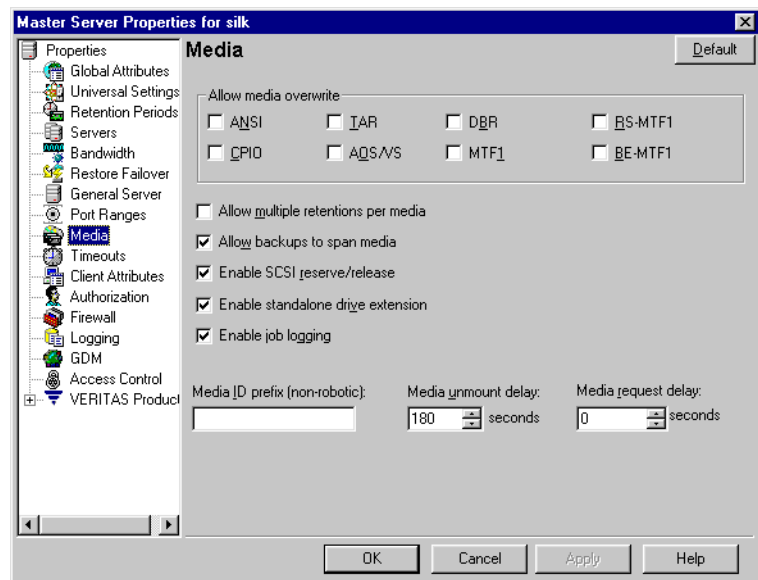 Master Server Properties for silk
Properties
Global Attributes
Universal Settings
Retention Periods
Servers
Bandwidth
Restore Failover
General Server
Port Ranges
Media
Timeouts
Client Attributes
Authorization
Firewall
Logging
GDM
Access Control
VERITAS Product
Media
Default
Allow media overwrite
ANSI TAR DBR RS-MTF1
CPIO AOS/VS MTF1 BE-MTF1
Allow multiple retentions per media
Allow backups to span media
Enable SCSI reserve/release
Enable standalone drive extension
Enable job logging
Media ID prefix (non-robotic): Media unmount delay: Media request delay:
180 seconds 0 seconds
OK Cancel Apply Help